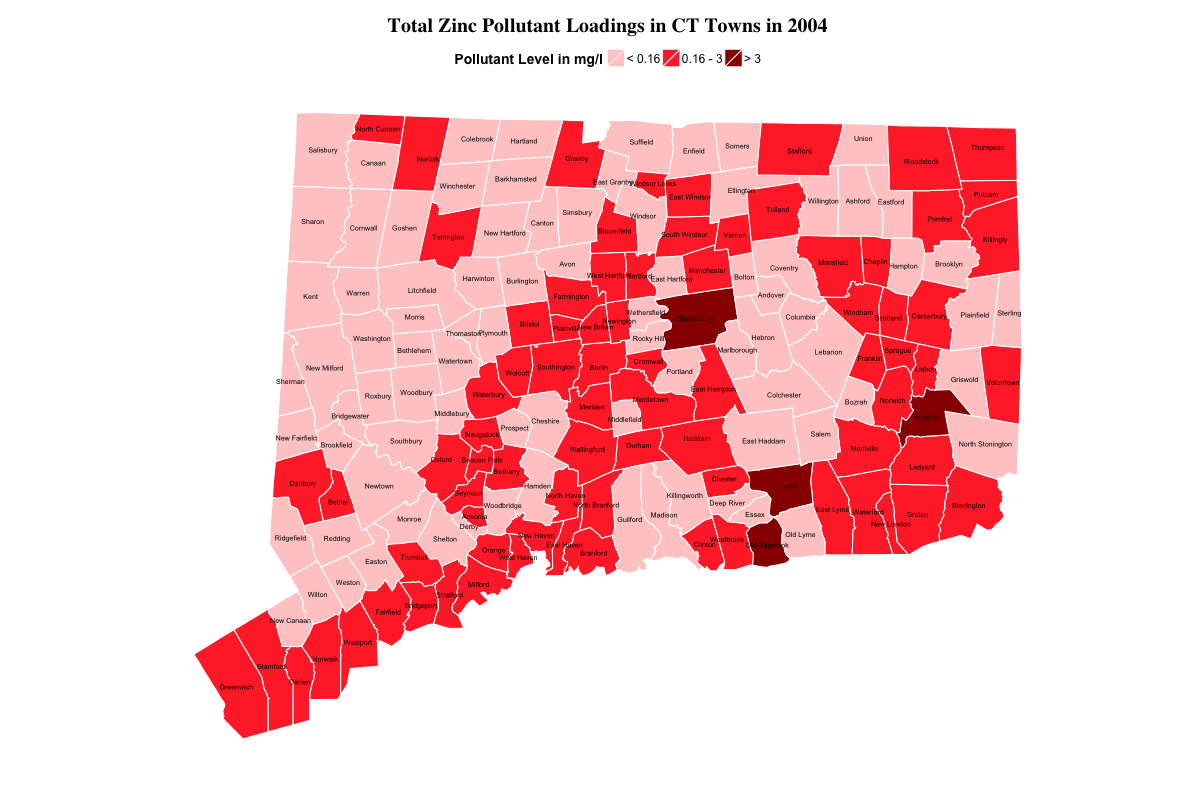 Total Zinc Pollutant Loadings in CT Towns in 2004
Pollutant Level in mg/l < 0.16 0.16 - 3 > 3
North Canaan
Colebrook
Hartland
Salisbury
Canaan
Norfolk
Granby
Suffield
Enfield
Somers
Stafford
Union
Woodstock
Thompson
Winchester
Barkhamsted
East Granby
Windsor Locks
East Windsor
Ellington
Tolland
Willington
Ashford
Eastford
Putnam
Sharon
Cornwall
Goshen
Torrington
New Hartford
Canton
Simsbury
Bloomfield
Windsor
South Windsor
Vernon
Pomfret
Killingly
Kent
Warren
Litchfield
Harwinton
Burlington
Avon
West Hartford
Hartford
East Hartford
Manchester
Bolton
Coventry
Mansfield
Chaplin
Hampton
Brooklyn
Morris
Farmington
Andover
Columbia
Windham
Scotland
Canterbury
Plainfield
Sterling
Washington
Bethleham
Thomaston
Plymouth
Bristol
Plainville
New Britain
Newington
Wethersfield
Rocky Hill
Glastonbury
Hebron
Marlborough
Lebanon
Franklin
Sprague
Lisbon
Griswold
Voluntown
New Milford
Watertown
Wolcott
Southington
Berlin
Cromwall
Portland
Sherman
Roxbury
Woodbury
Waterbury
Middletown
East Hampton
Colchester
Bozrah
Norwich
Preston
Bridgewater
Middlebury
Naugaluck
Prospect
Cheshire
Meriden
Middlefield
New Fairfield
Brookfield
Southbury
Oxford
Beacon Falls
Bethany
Wallingford
Durham
Haddam
East Haddam
Salem
Montville
Ledyard
North Stonington
Danbury
Bethel
Newtown
Seymour
Woodbridge
Hamden
North Haven
North Branford
Guilford
Madison
Killingworth
Chester
Deep River
Essex
Lyme
East Lyme
Waterford
New London
Groton
Stonington
Ridgefield
Redding
Monroe
Shelton
Ansonia
Derby
Orange
New Haven
West Haven
East Haven
Branford
Clinton
Westbrook
Old Saybrook
Old Lyme
Easton
Trumbull
Weston
Wilton
Fairfield
Bridgeport
Stratford
Milford
New Canaan
Westport
Norwalk
Darien
Stamford
Greenwich